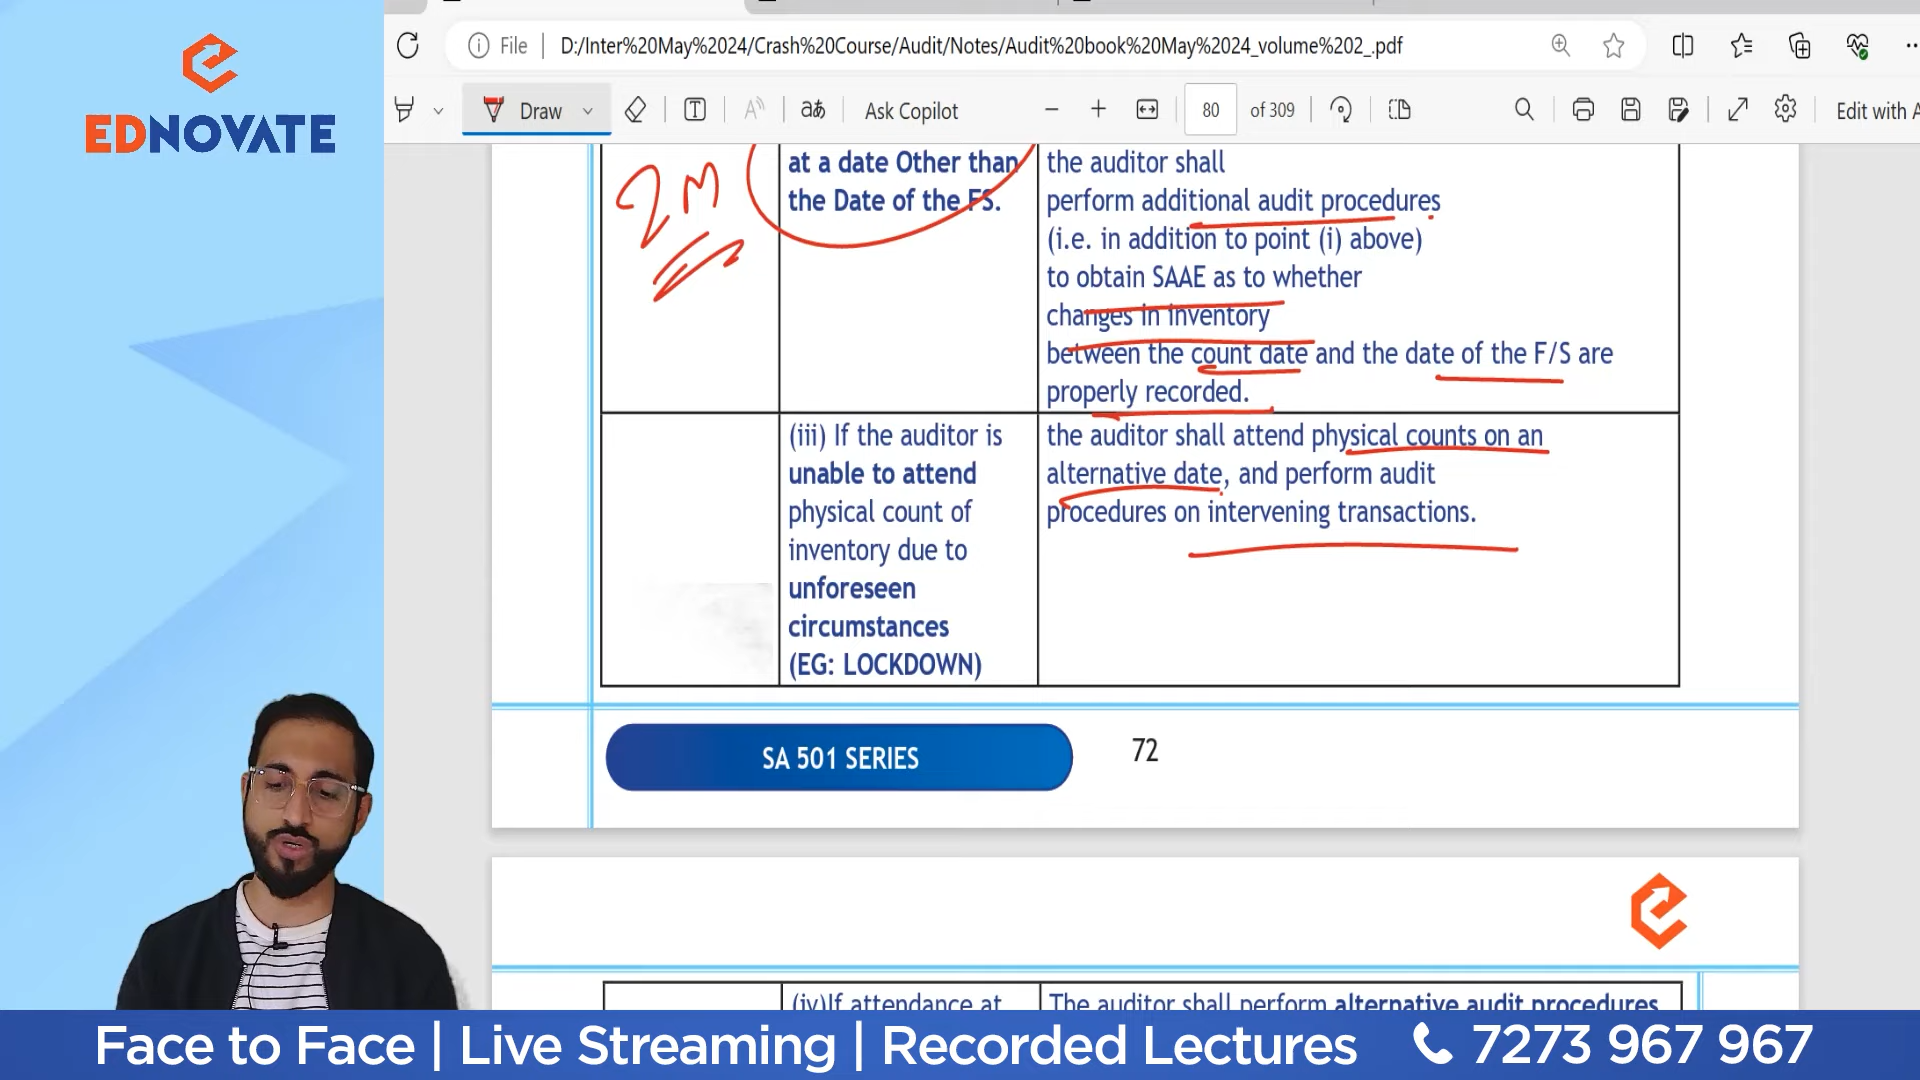 EDNOVATE
File
D:/Inter%20May%2024/Crash%20Course/Audit/Notes/Audit%20book%20May%2024_volume%202_.pdf
Draw
T
A
aあ
Ask Copilot
80
of 309
Edit with A
2M
at a date Other than
the Date of the FS.
the auditor shall
perform additional audit procedures
(i.e. in addition to point (i) above)
to obtain SAAE as to whether
changes in inventory
between the count date and the date of the F/S are
properly recorded.
(iii) If the auditor is
unable to attend
physical count of
inventory due to
unforeseen
circumstances
(EG: LOCKDOWN)
the auditor shall attend physical counts on an
alternative date, and perform audit
procedures on intervening transactions.
SA 501 SERIES
72
(iv)If attendance at
The auditor shall perform alternative audit procedures
Face to Face | Live Streaming | Recorded Lectures
7273 967 967